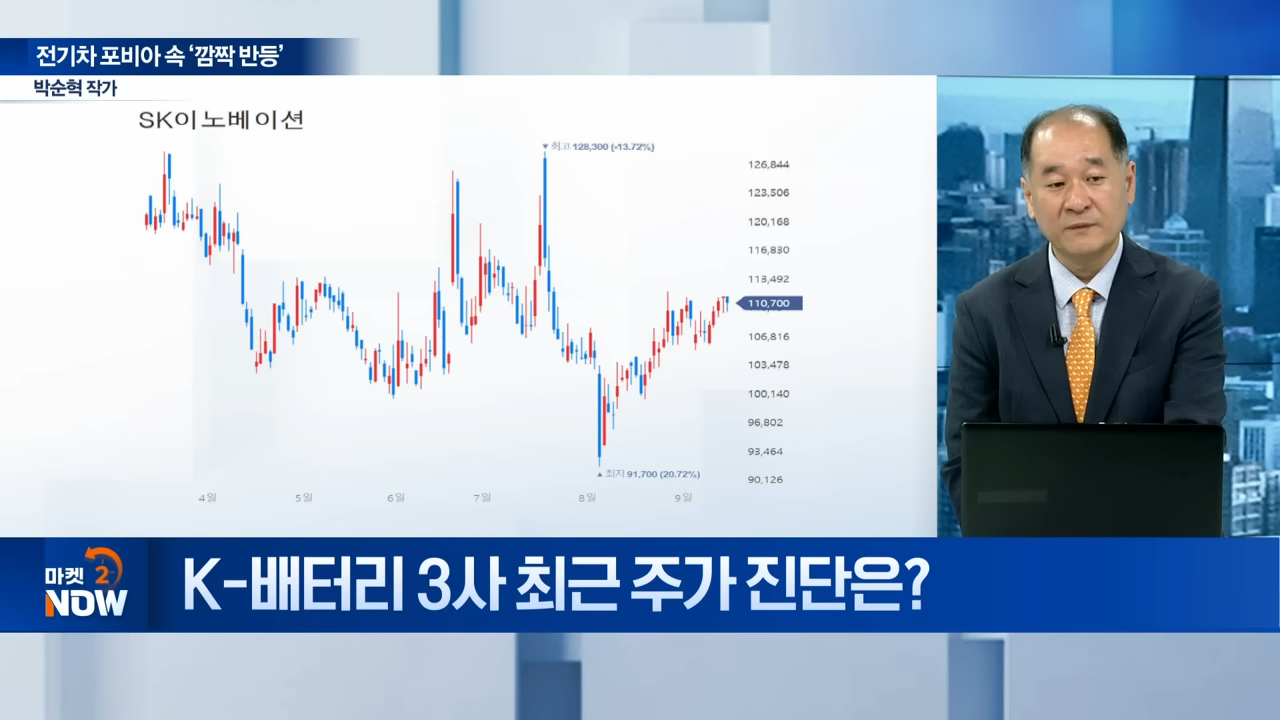 전기차 포비아 속 ‘깜짝 반등’
박순혁 작가
SK이노베이션
▼ 최고 128,300 (-13.72%)
126,844
123,506
120,168
116,830
113,492
110,700
106,816
103,478
100,140
96,802
93,464
90,126
▲ 최저 91,700 (20.72%)
4월 5월 6월 7월 8월 9월
마켓 2
NOW
K-배터리 3사 최근 주가 진단은?